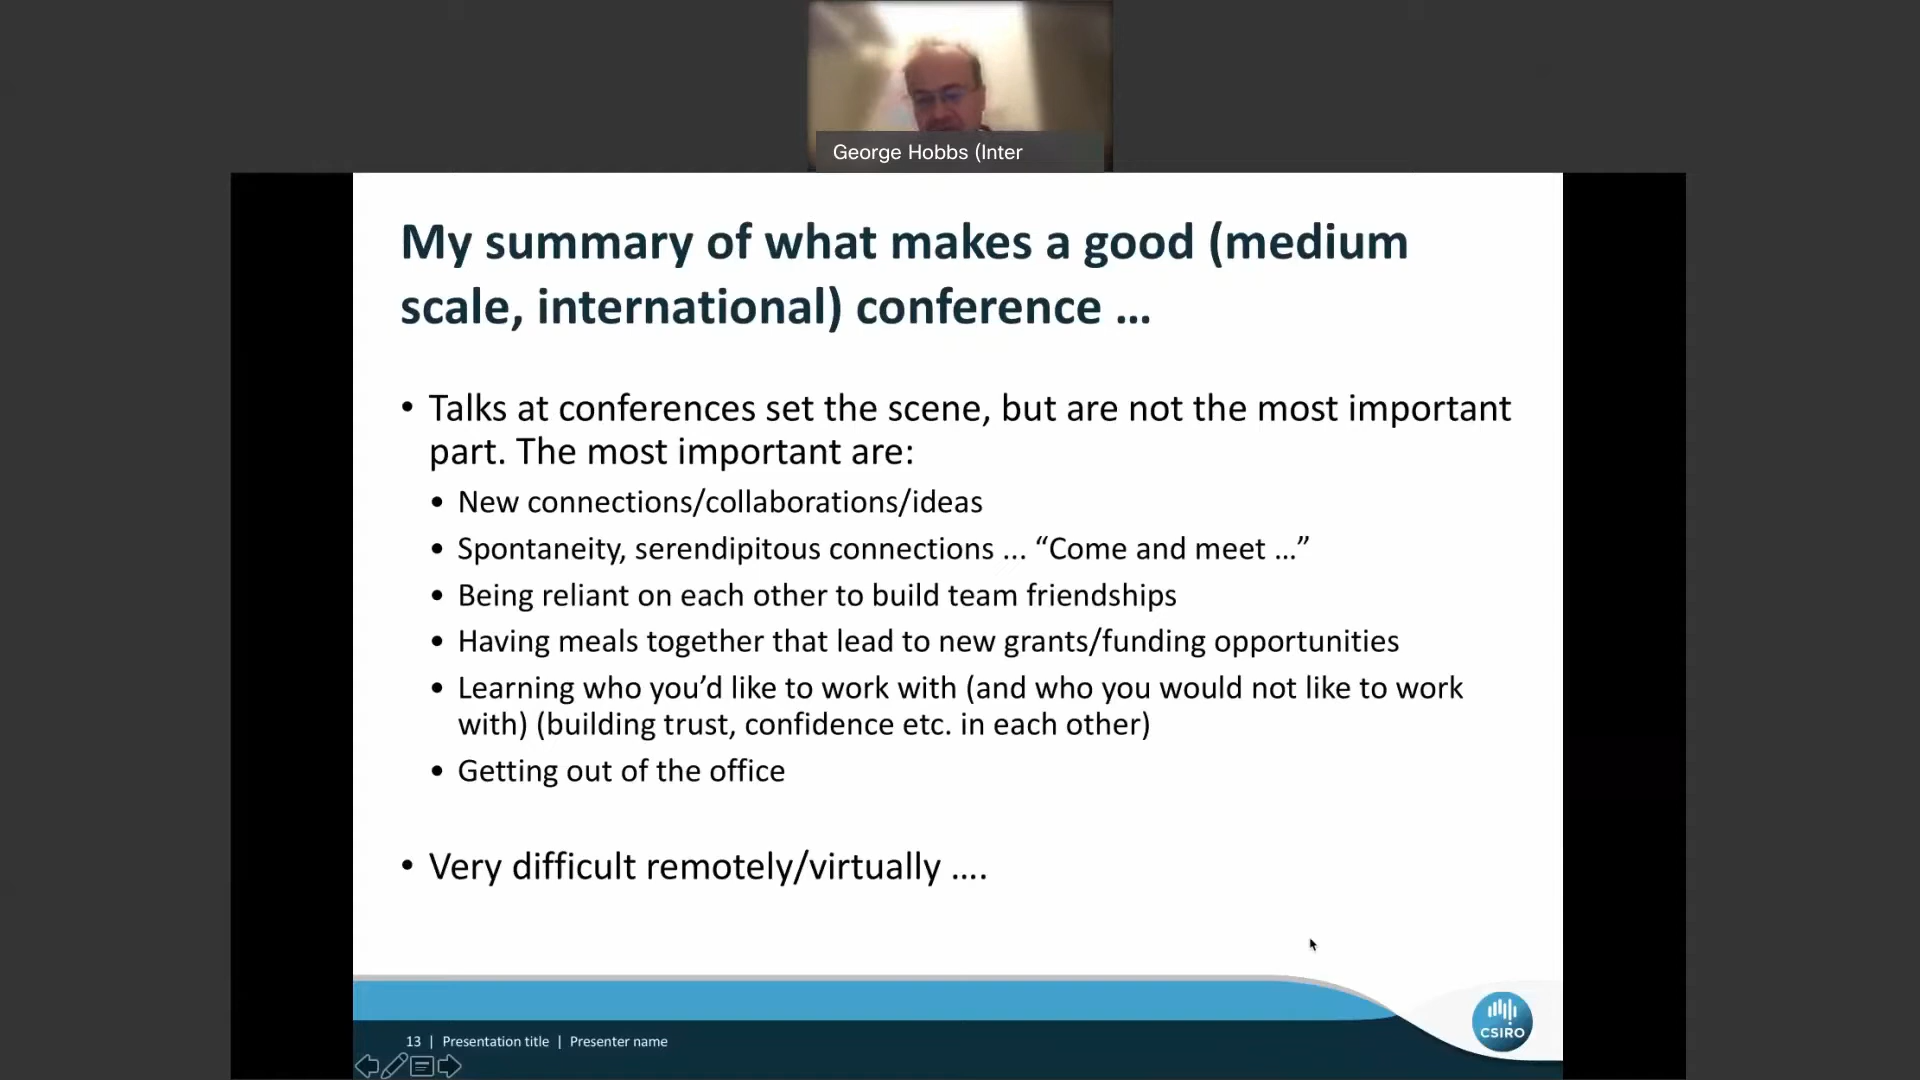 George Hobbs (Inter
My summary of what makes a good (medium
scale, international) conference ...
• Talks at conferences set the scene, but are not the most important
part. The most important are:
• New connections/collaborations/ideas
• Spontaneity, serendipitous connections ... “Come and meet ...”
• Being reliant on each other to build team friendships
• Having meals together that lead to new grants/funding opportunities
• Learning who you’d like to work with (and who you would not like to work
with) (building trust, confidence etc. in each other)
• Getting out of the office
• Very difficult remotely/virtually ....
CSIRO
13 | Presentation title | Presenter name